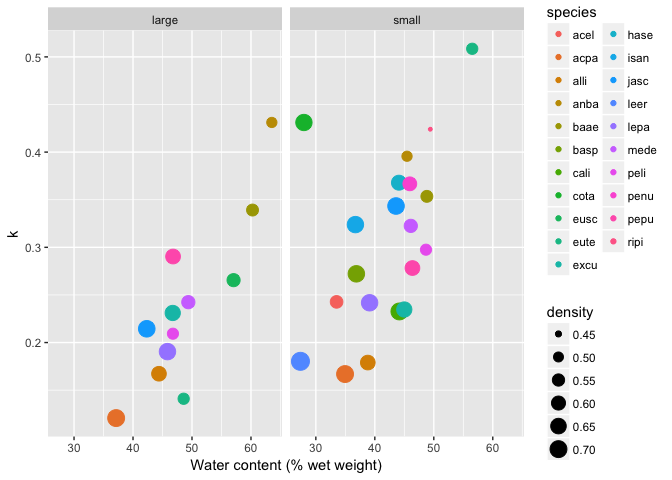 large small
0.5
0.4
0.3
0.2
k
30 40 50 60 30 40 50 60
Water content (% wet weight)
species
acel hase
acpa isan
alli jasc
anba leer
baae lepa
basp mede
cali peli
cota penu
eusc pepu
eute ripi
excu
density
0.45
0.50
0.55
0.60
0.65
0.70